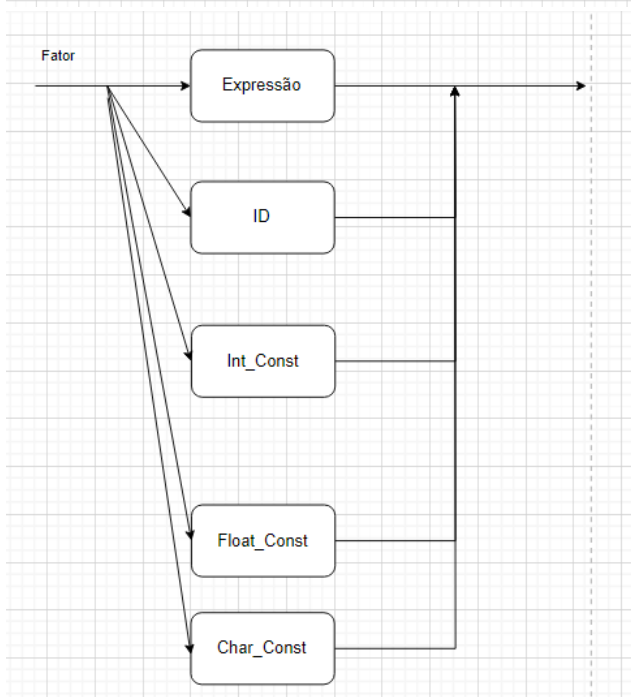 Fator
Expressão
ID
Int_Const
Float_Const
Char_Const